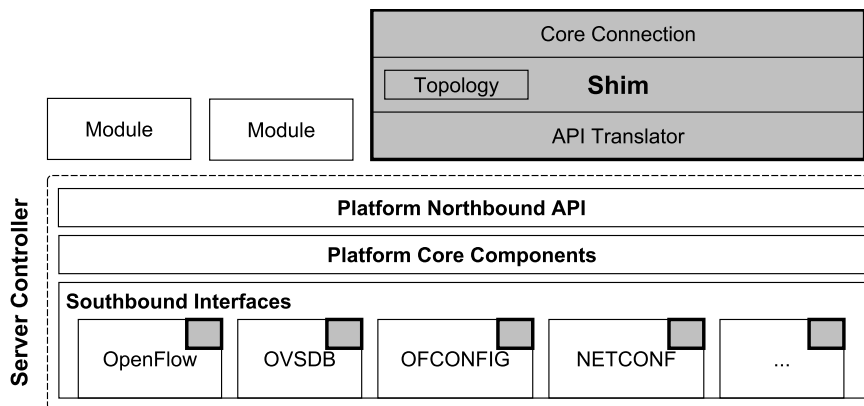 Core Connection
Topology
Shim
API Translator
Module
Module
Server Controller
Platform Northbound API
Platform Core Components
Southbound Interfaces
OpenFlow
OVSDB
OFCONFIG
NETCONF
...